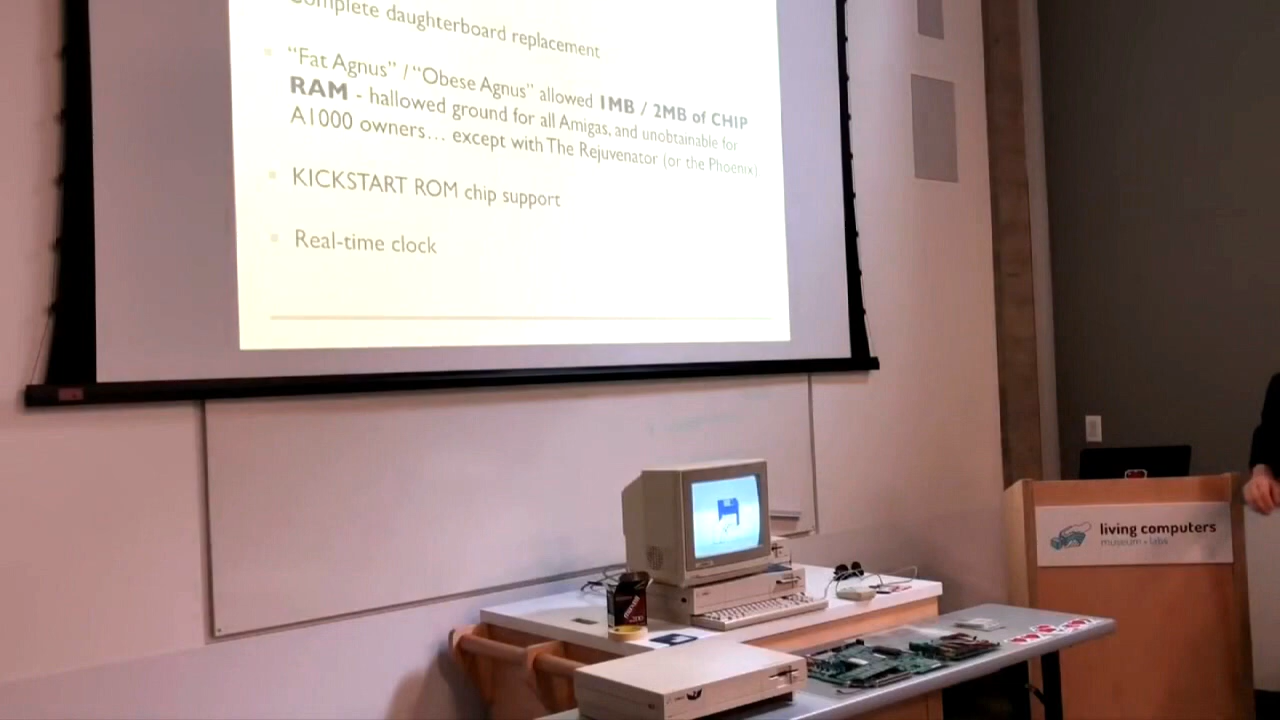 Complete daughterboard replacement
“Fat Agnus” / “Obese Agnus” allowed 1MB / 2MB of CHIP
RAM - hallowed ground for all Amigas, and unobtainable for
A1000 owners… except with The Rejuvenator (or the Phoenix)
KICKSTART ROM chip support
Real-time clock
living computers
museum + labs